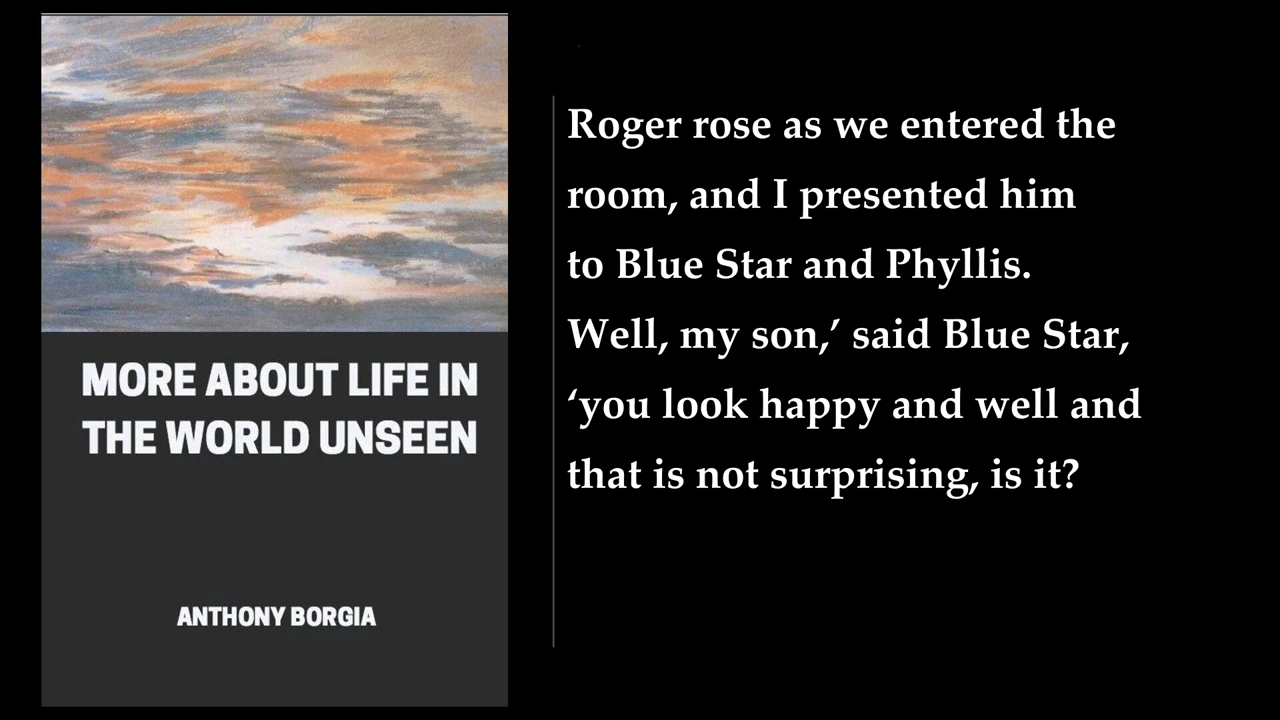 MORE ABOUT LIFE IN
THE WORLD UNSEEN
ANTHONY BORGIA
Roger rose as we entered the
room, and I presented him
to Blue Star and Phyllis.
Well, my son,’ said Blue Star,
‘you look happy and well and
that is not surprising, is it?